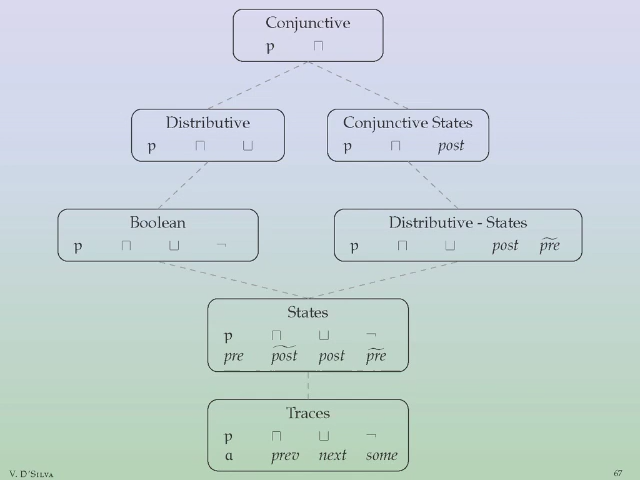 Conjunctive
p ⊓
Distributive
p ⊓ ⊔
Conjunctive States
p ⊓ post
Boolean
p ⊓ ⊔ ¬
Distributive - States
p ⊓ ⊔ post p͠re
States
p ⊓ ⊔ ¬
pre p͠ost post p͠re
Traces
p ⊓ ⊔ ¬
a prev next some
V. D'Silva
67